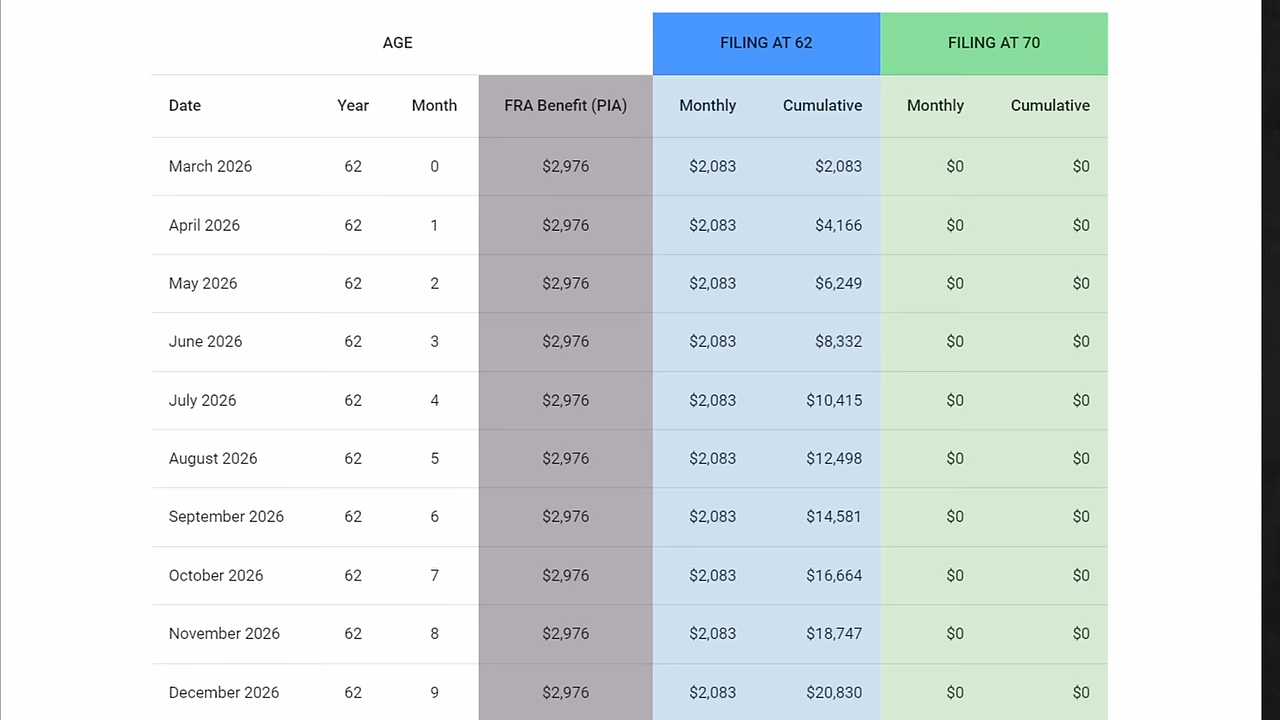 AGE FILING AT 62 FILING AT 70
Date Year Month FRA Benefit (PIA) Monthly Cumulative Monthly Cumulative
March 2026 62 0 $2,976 $2,083 $2,083 $0 $0
April 2026 62 1 $2,976 $2,083 $4,166 $0 $0
May 2026 62 2 $2,976 $2,083 $6,249 $0 $0
June 2026 62 3 $2,976 $2,083 $8,332 $0 $0
July 2026 62 4 $2,976 $2,083 $10,415 $0 $0
August 2026 62 5 $2,976 $2,083 $12,498 $0 $0
September 2026 62 6 $2,976 $2,083 $14,581 $0 $0
October 2026 62 7 $2,976 $2,083 $16,664 $0 $0
November 2026 62 8 $2,976 $2,083 $18,747 $0 $0
December 2026 62 9 $2,976 $2,083 $20,830 $0 $0